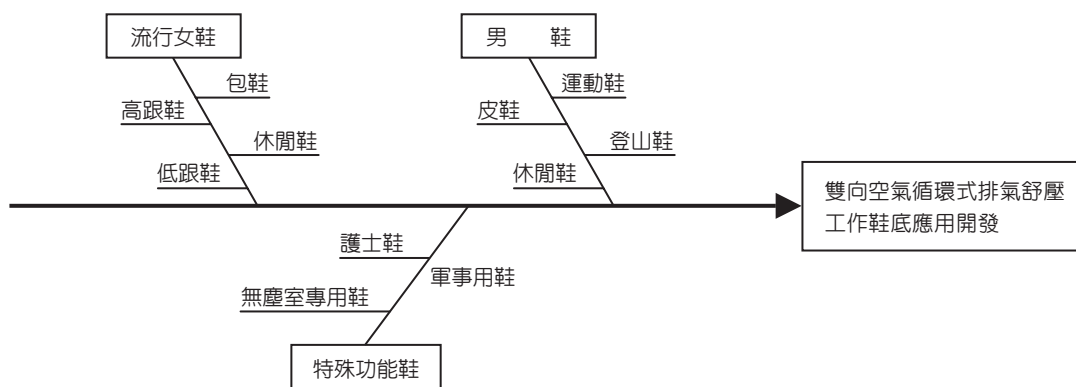 流行女鞋
男　　鞋
包鞋
運動鞋
高跟鞋
皮鞋
休閒鞋
登山鞋
低跟鞋
休閒鞋
雙向空氣循環式排氣舒壓
工作鞋底應用開發
護士鞋
軍事用鞋
無塵室專用鞋
特殊功能鞋